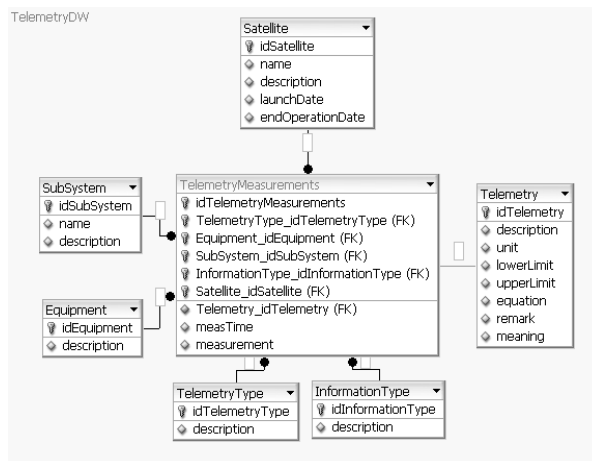 TelemetryDW
Satellite
idSatellite
name
description
launchDate
endOperationDate
SubSystem
idSubSystem
name
description
Equipment
idEquipment
description
TelemetryMeasurements
idTelemetryMeasurements
TelemetryType_idTelemetryType (FK)
Equipment_idEquipment (FK)
SubSystem_idSubSystem (FK)
InformationType_idInformationType (FK)
Satellite_idSatellite (FK)
Telemetry_idTelemetry (FK)
measTime
measurement
Telemetry
idTelemetry
description
unit
lowerLimit
upperLimit
equation
remark
meaning
TelemetryType
idTelemetryType
description
InformationType
idInformationType
description